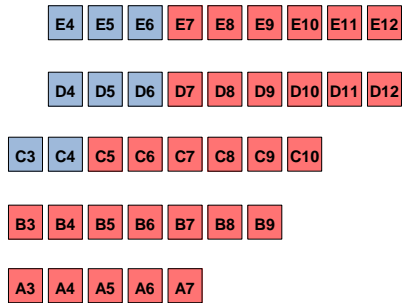 E4 E5 E6 E7 E8 E9 E10 E11 E12
D4 D5 D6 D7 D8 D9 D10 D11 D12
C3 C4 C5 C6 C7 C8 C9 C10
B3 B4 B5 B6 B7 B8 B9
A3 A4 A5 A6 A7